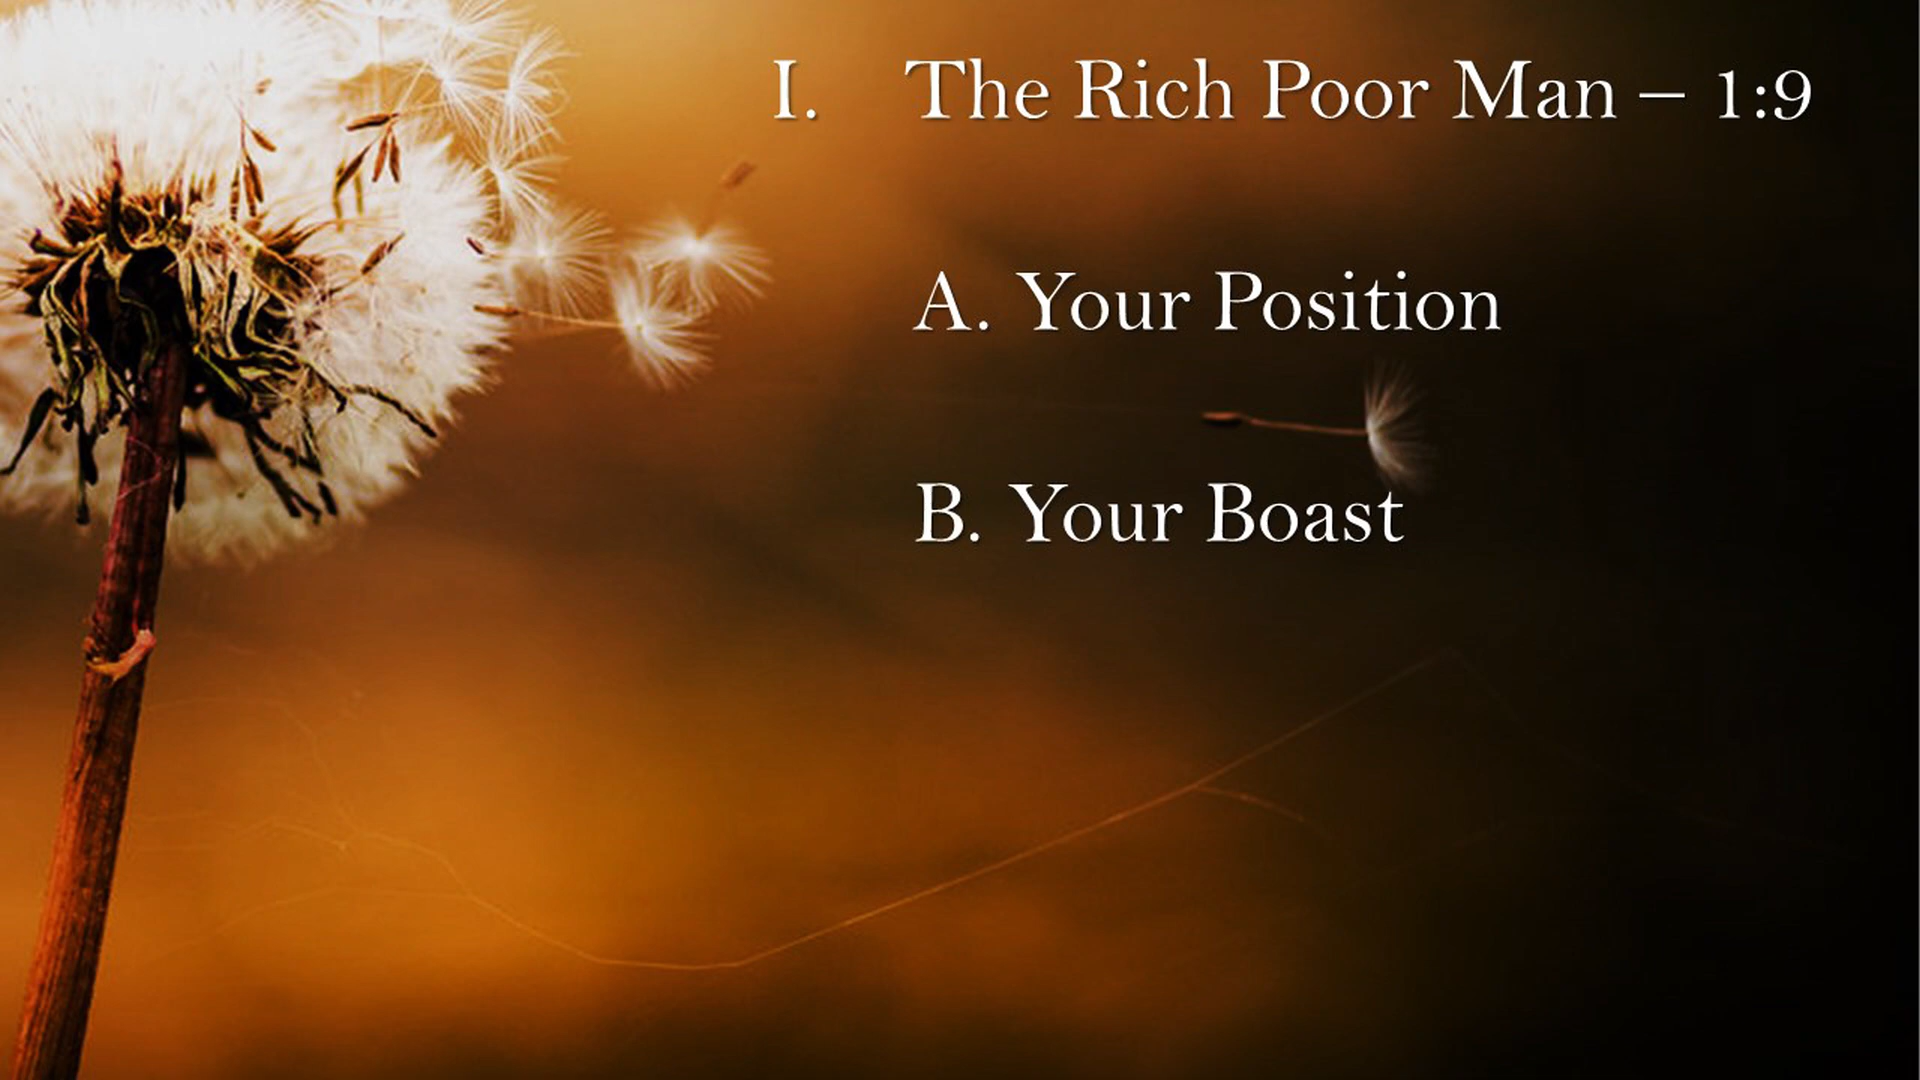 I. The Rich Poor Man – 1:9
A. Your Position
B. Your Boast